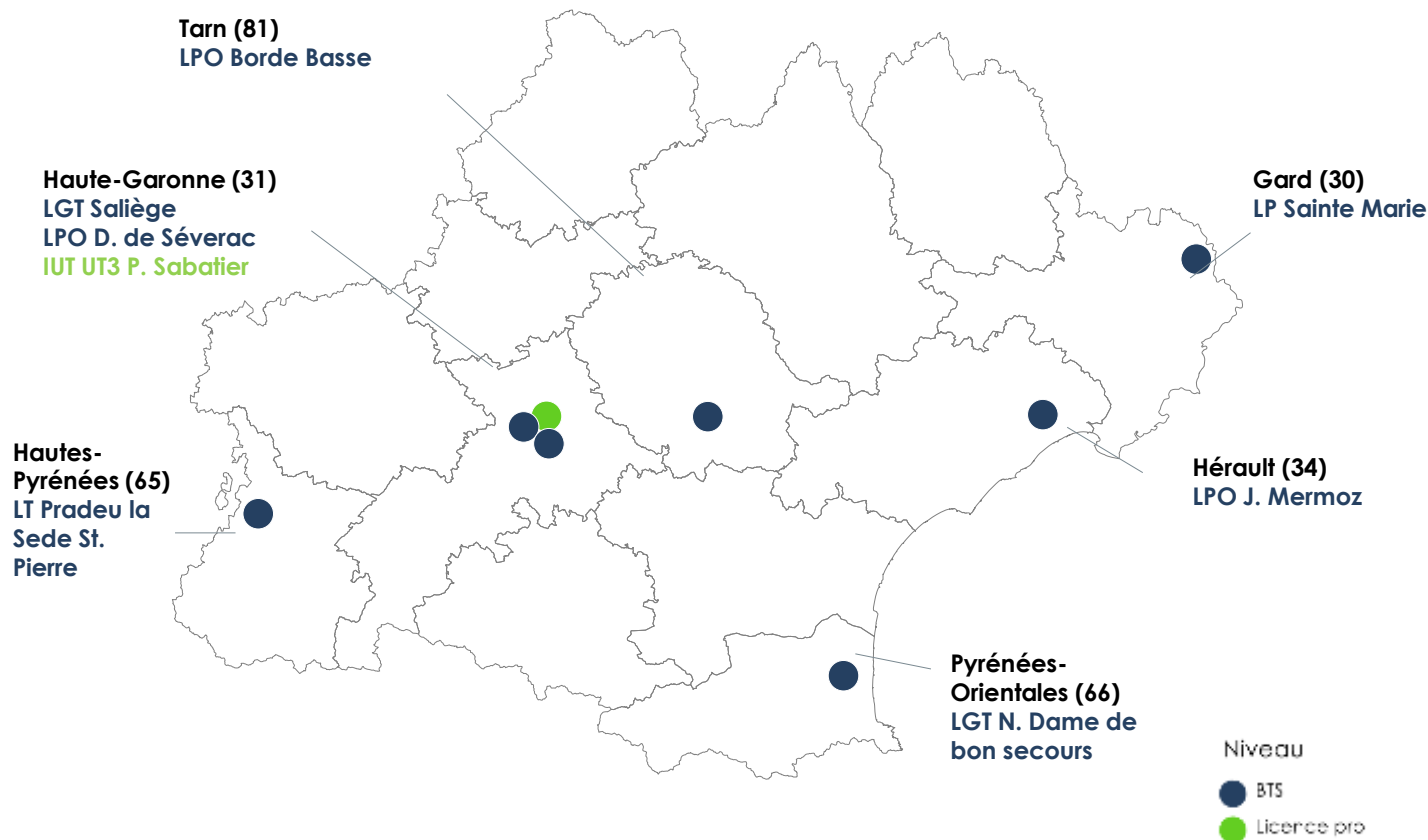 Tarn (81)
LPO Borde Basse
Haute-Garonne (31)
LGT Saliège
LPO D. de Séverac
IUT UT3 P. Sabatier
Gard (30)
LP Sainte Marie
Hautes-
Pyrénées (65)
LT Pradeu la
Sede St.
Pierre
Hérault (34)
LPO J. Mermoz
Pyrénées-
Orientales (66)
LGT N. Dame de
bon secours
Niveau
BTS
Licence pro